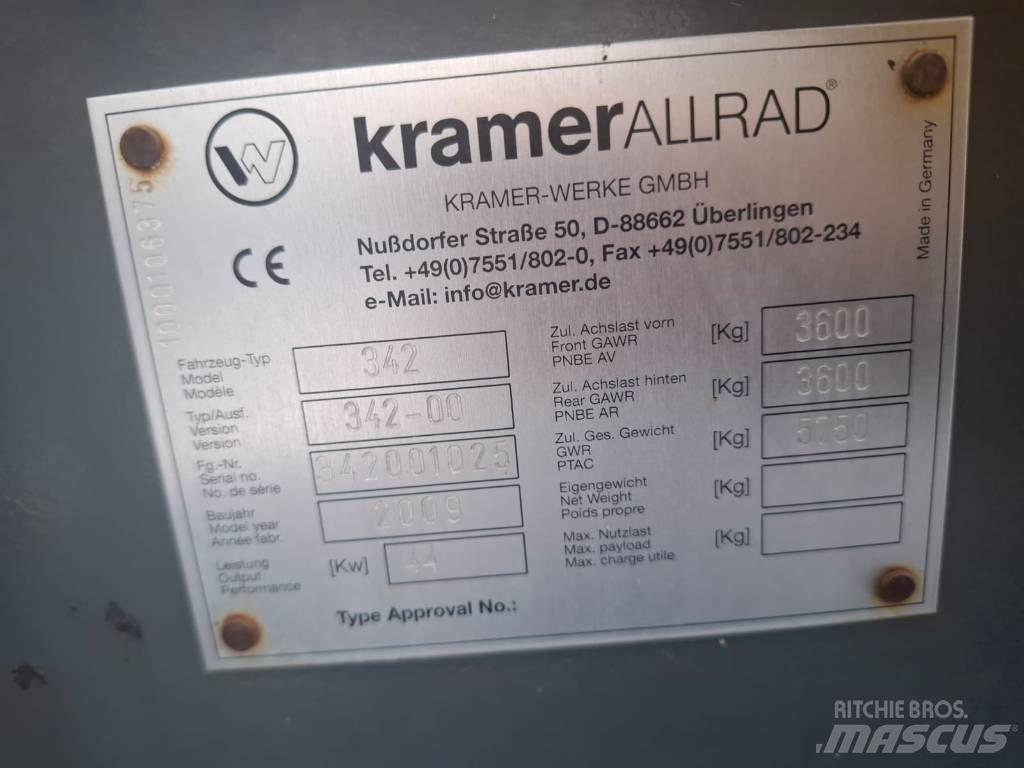 kramerALLRAD®
KRAMER-WERKE GMBH
Nußdorfer Straße 50, D-88662 Überlingen
Tel. +49(0)7551/802-0, Fax +49(0)7551/802-234
e-Mail: info@kramer.de
Made in Germany
1000106375
CE
Fahrzeug-Typ
Model
Modèle
342
Typ/Ausf.
Version
Version
342-00
Fg.-Nr.
Serial no.
No. de série
342001025
Baujahr
Model year
Année fabr.
2009
Leistung
Output
Performance
[Kw]
44
Zul. Achslast vorn
Front GAWR
PNBE AV
[Kg]
3600
Zul. Achslast hinten
Rear GAWR
PNBE AR
[Kg]
3600
Zul. Ges. Gewicht
GWR
PTAC
[Kg]
5750
Eigengewicht
Net Weight
Poids propre
[Kg]
Max. Nutzlast
Max. payload
Max. charge utile
[Kg]
Type Approval No.:
RITCHIE BROS.
MASCUS